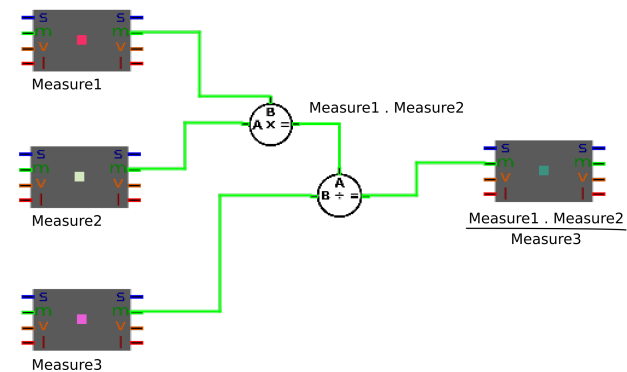 S S
m m
V V
I I
Measure1
B
A × =
Measure1 . Measure2
S S
m m
V V
I I
Measure2
A
B ÷ =
S S
m m
V V
I I
Measure1 . Measure2
Measure3
S S
m m
V V
I I
Measure3